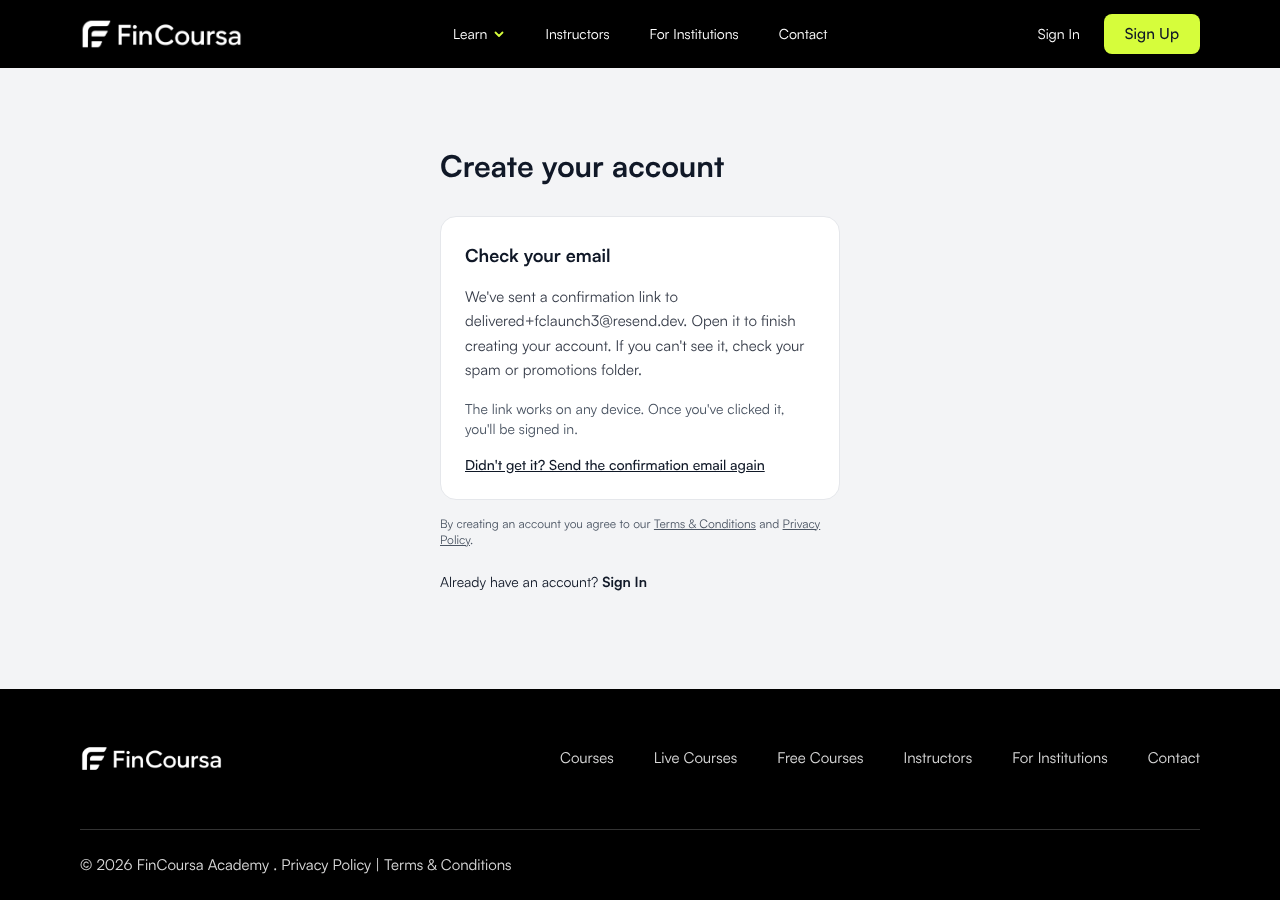 FinCoursa
Learn
Instructors
For Institutions
Contact
Sign In
Sign Up
Create your account
Check your email
We've sent a confirmation link to
delivered+fclaunch3@resend.dev. Open it to finish
creating your account. If you can't see it, check your
spam or promotions folder.
The link works on any device. Once you've clicked it,
you'll be signed in.
Didn't get it? Send the confirmation email again
By creating an account you agree to our Terms & Conditions and Privacy
Policy.
Already have an account? Sign In
FinCoursa
Courses
Live Courses
Free Courses
Instructors
For Institutions
Contact
© 2026 FinCoursa Academy . Privacy Policy | Terms & Conditions